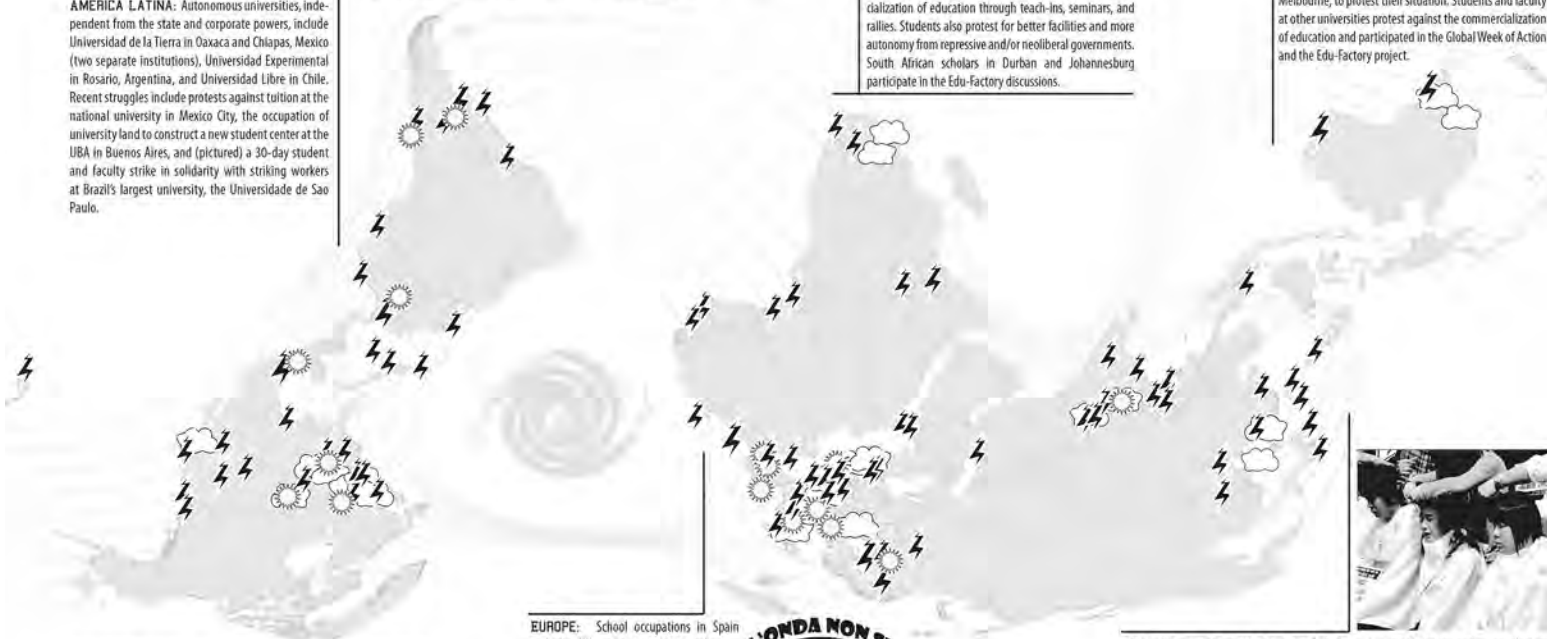 AMERICA LATINA: Autonomous universities, inde-
pendent from the state and corporate powers, include
Universidad de la Tierra in Oaxaca and Chiapas, Mexico
(two separate institutions), Universidad Experimental
in Rosario, Argentina, and Universidad Libre in Chile.
Recent struggles include protests against tuition at the
national university in Mexico City, the occupation of
university land to construct a new student center at the
UBA in Buenos Aires, and (pictured) a 30-day student
and faculty strike in solidarity with striking workers
at Brazil's largest university, the Universidade de Sao
Paulo.
cialization of education through teach-ins, seminars, and
rallies. Students also protest for better facilities and more
autonomy from repressive and/or neoliberal governments.
South African scholars in Durban and Johannesburg
participate in the Edu-Factory discussions.
Melbourne, to protest their situation. Students and faculty
at other universities protest against the commercialization
of education and participated in the Global Week of Action
and the Edu-Factory project.
EUROPE: School occupations in Spain
ONDA NON